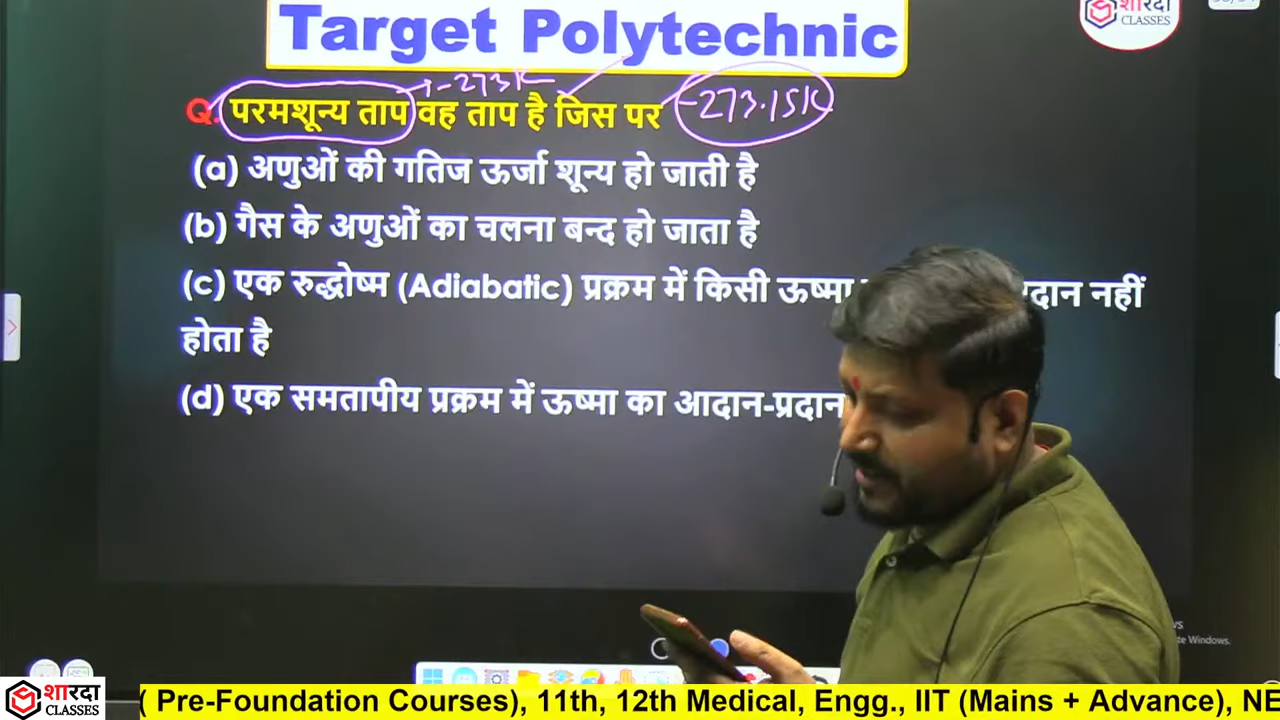 Target Polytechnic
शारदा
CLASSES
-273K
Q. परमशून्य ताप वह ताप है जिस पर -273.15K
(a) अणुओं की गतिज ऊर्जा शून्य हो जाती है
(b) गैस के अणुओं का चलना बन्द हो जाता है
(c) एक रुद्धोष्म (Adiabatic) प्रक्रम में किसी ऊष्मा नहीं
होता है
(d) एक समतापीय प्रक्रम में ऊष्मा का आदान-प्रदान
Windows.
शारदा
CLASSES
( Pre-Foundation Courses), 11th, 12th Medical, Engg., IIT (Mains + Advance), NE